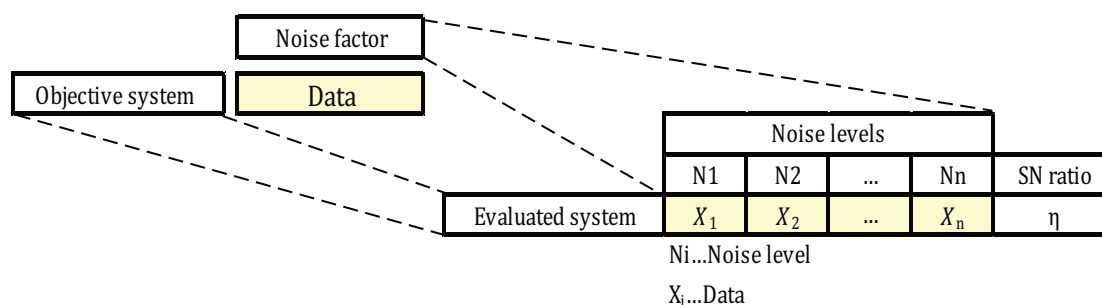 Noise factor
Objective system Data
Noise levels
N1 N2 ... Nn SN ratio
Evaluated system X₁ X₂ ... Xₙ η
Ni...Noise level
Xᵢ...Data